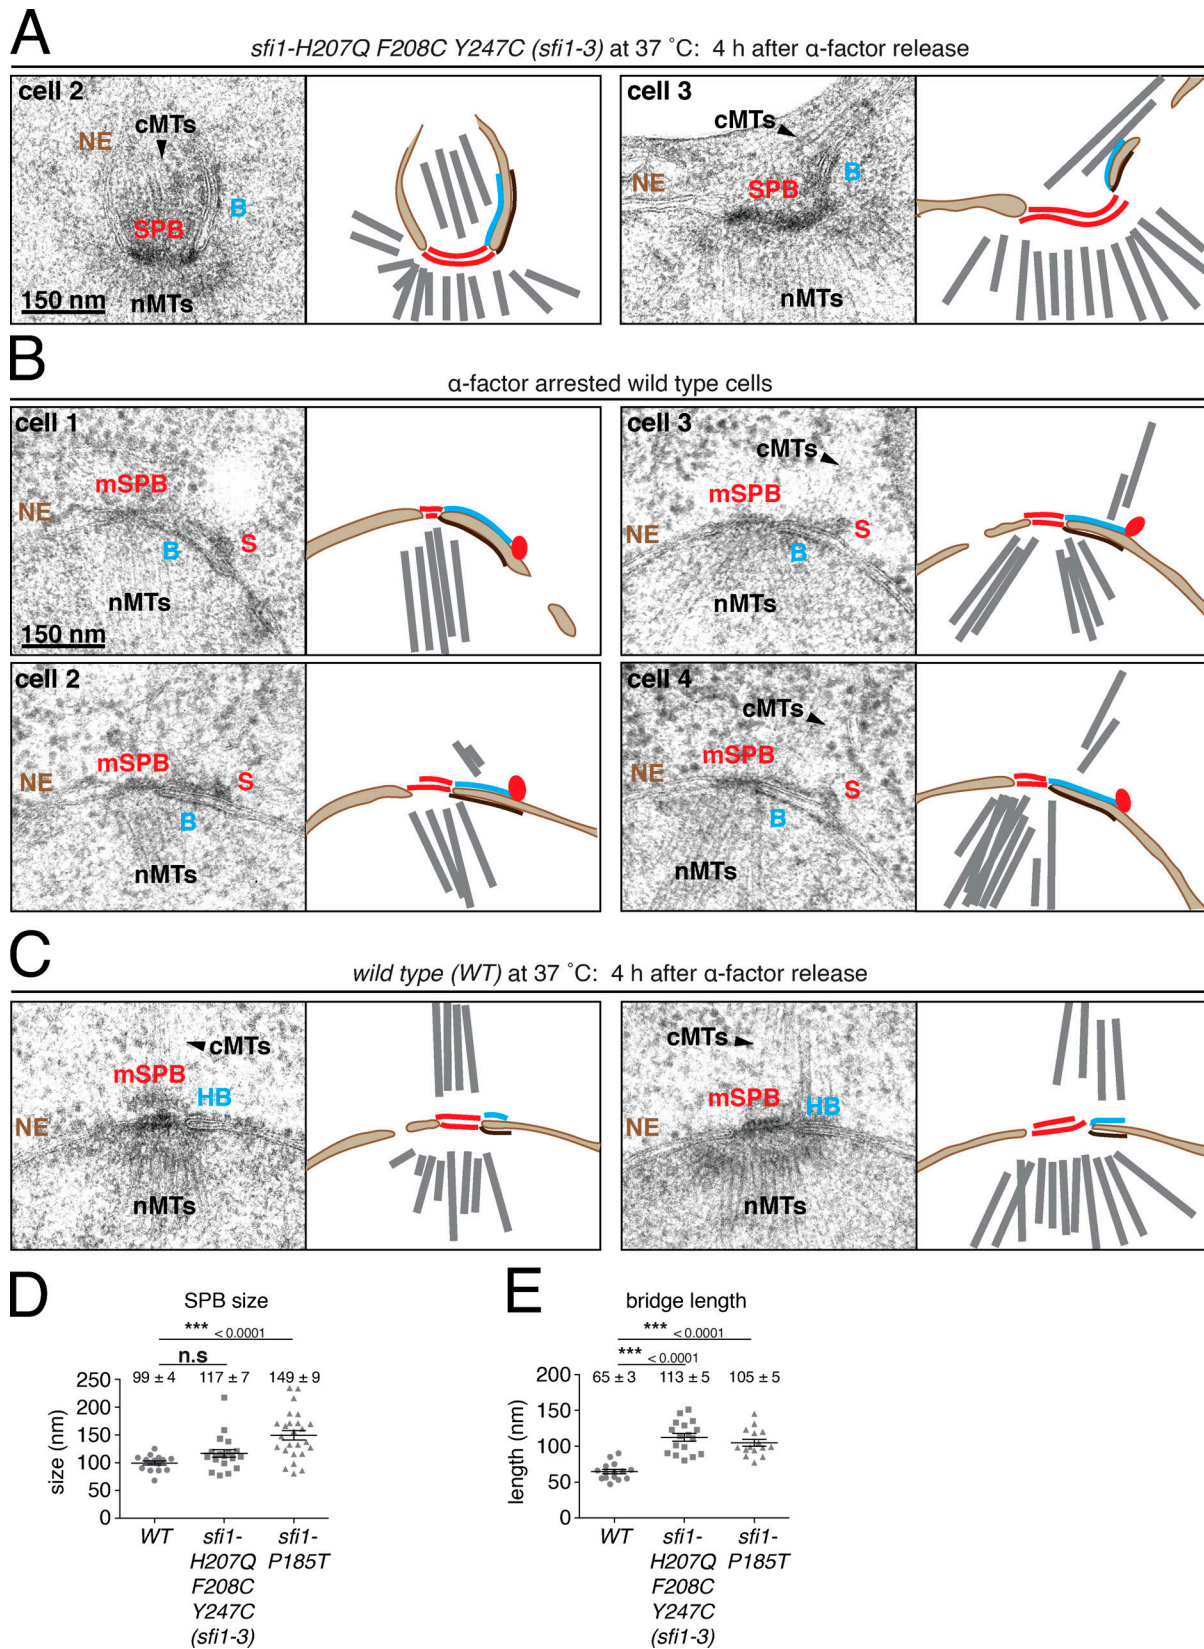 A
sfi1-H207Q F208C Y247C (sfi1-3) at 37 °C: 4 h after α-factor release
cell 2
cMTs
NE
B
SPB
nMTs
150 nm
cell 3
cMTs
B
NE
SPB
nMTs
B
α-factor arrested wild type cells
cell 1
mSPB
NE
B
S
nMTs
150 nm
cell 3
cMTs
mSPB
S
NE
B
nMTs
cell 2
mSPB
NE
S
B
nMTs
cell 4
cMTs
mSPB
NE
S
B
nMTs
C
wild type (WT) at 37 °C: 4 h after α-factor release
cMTs
mSPB
HB
NE
nMTs
cMTs
mSPB
HB
NE
nMTs
D
SPB size
*** < 0.0001
n.s
99 ± 4 117 ± 7 149 ± 9
250
200
150
100
50
0
size (nm)
WT
sfi1-
H207Q
F208C
Y247C
(sfi1-3)
sfi1-
P185T
E
bridge length
*** < 0.0001
*** < 0.0001
65 ± 3 113 ± 5 105 ± 5
200
150
100
50
0
length (nm)
WT
sfi1-
H207Q
F208C
Y247C
(sfi1-3)
sfi1-
P185T